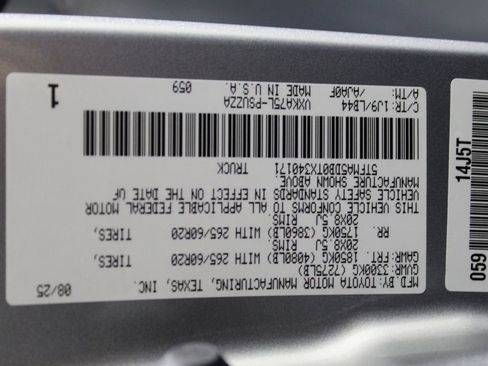 MFD.BY: TOYOTA MOTOR MANUFACTURING, TEXAS, INC. 08/25
GVWR: 3300KG (7275LB)
GAWR: FRT. 1850KG (4080LB) WITH 265/60R20 TIRES,
20X8.5J RIMS
RR. 1750KG (3860LB) WITH 265/60R20 TIRES,
20X8.5J RIMS
THIS VEHICLE CONFORMS TO ALL APPLICABLE FEDERAL MOTOR
VEHICLE SAFETY STANDARDS IN EFFECT ON THE DATE OF
MANUFACTURE SHOWN ABOVE
5TFMA5DB0TX340171 TRUCK
C/TR: 1J9/LB44 VXKA75L-PSUZZA 059 1
A/TM: /AJA0F MADE IN U.S.A.
14J5T
059